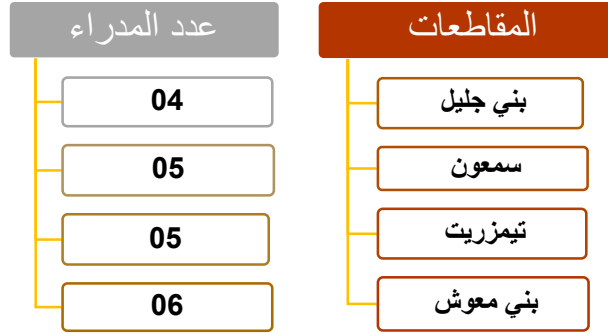 المقاطعات
بني جليل
سمعون
تيمزريت
بني معوش
عدد المدراء
04
05
05
06